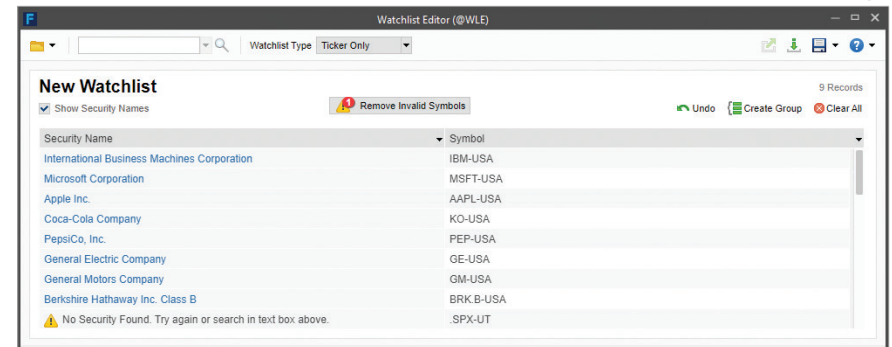 F
Watchlist Editor (@WLE)
Watchlist Type Ticker Only
?
New Watchlist
9 Records
Show Security Names
1 Remove Invalid Symbols
Undo Create Group Clear All
Security Name Symbol
International Business Machines Corporation IBM-USA
Microsoft Corporation MSFT-USA
Apple Inc. AAPL-USA
Coca-Cola Company KO-USA
PepsiCo, Inc. PEP-USA
General Electric Company GE-USA
General Motors Company GM-USA
Berkshire Hathaway Inc. Class B BRK.B-USA
No Security Found. Try again or search in text box above. .SPX-UT